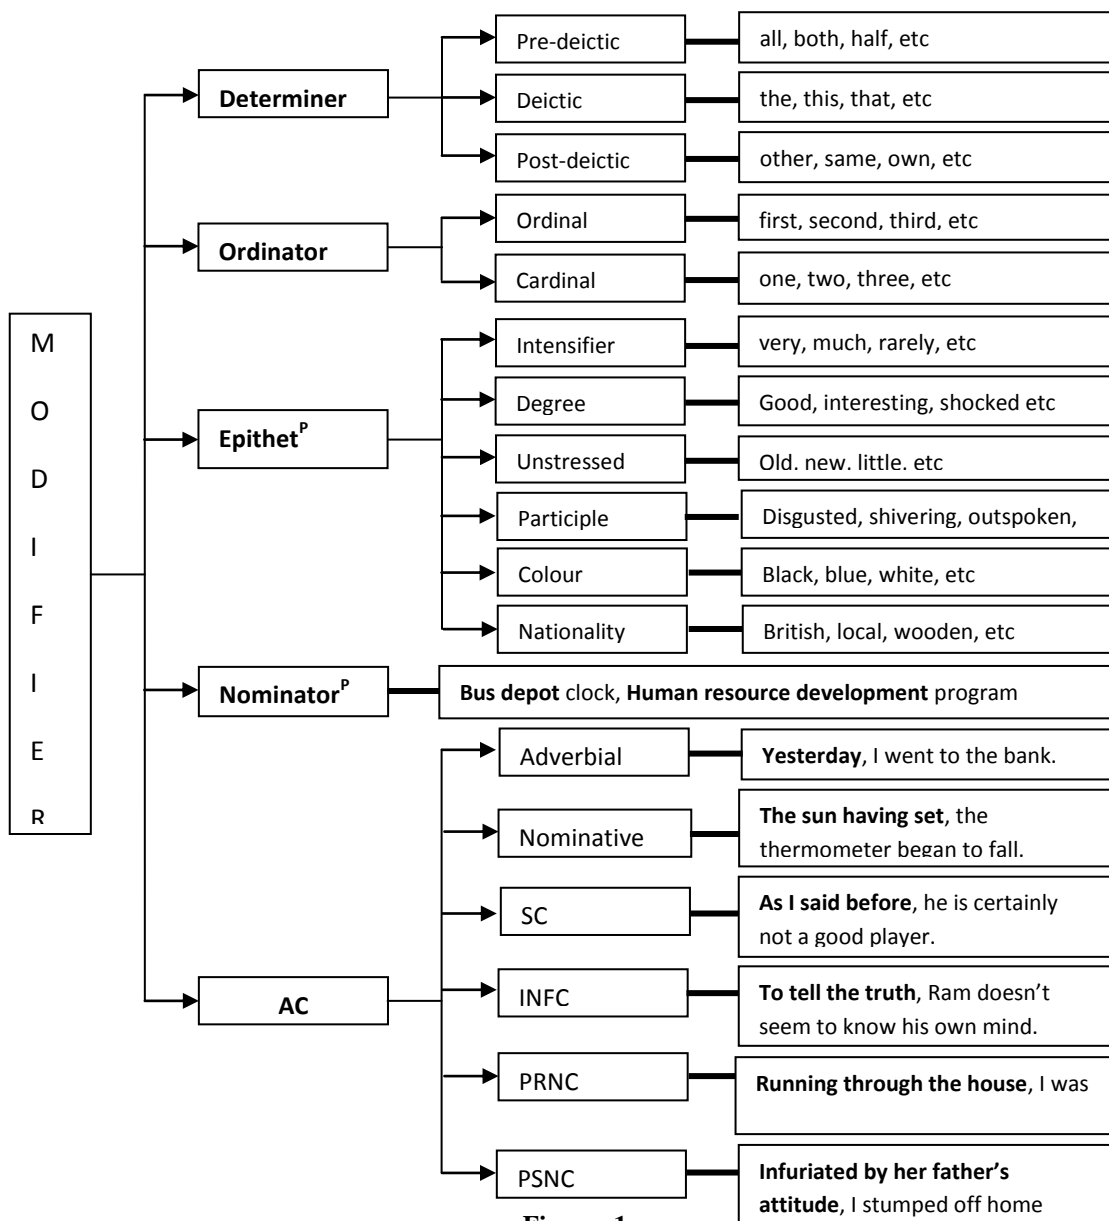 Pre-deictic
all, both, half, etc
Determiner
Deictic
the, this, that, etc
Post-deictic
other, same, own, etc
Ordinal
first, second, third, etc
Ordinator
Cardinal
one, two, three, etc
M
O
D
I
F
I
E
R
Intensifier
very, much, rarely, etc
Degree
Good, interesting, shocked etc
Epithet^P
Unstressed
Old. new. little. etc
Participle
Disgusted, shivering, outspoken,
Colour
Black, blue, white, etc
Nationality
British, local, wooden, etc
Nominator^P
Bus depot clock, Human resource development program
Adverbial
Yesterday, I went to the bank.
Nominative
The sun having set, the
thermometer began to fall.
SC
As I said before, he is certainly
not a good player.
AC
INFC
To tell the truth, Ram doesn’t
seem to know his own mind.
PRNC
Running through the house, I was
PSNC
Infuriated by her father’s
attitude, I stumped off home